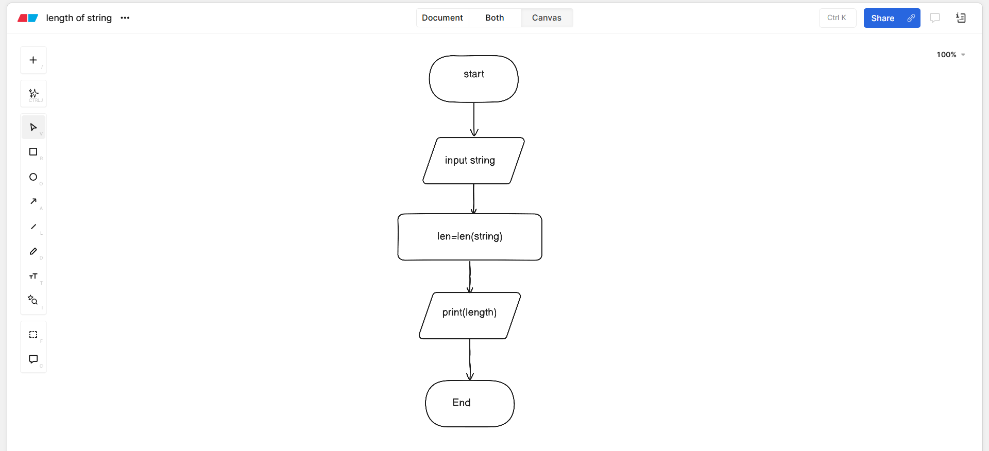 length of string
Document Both Canvas
Ctrl K
Share
100%
start
input string
len=len(string)
print(length)
End